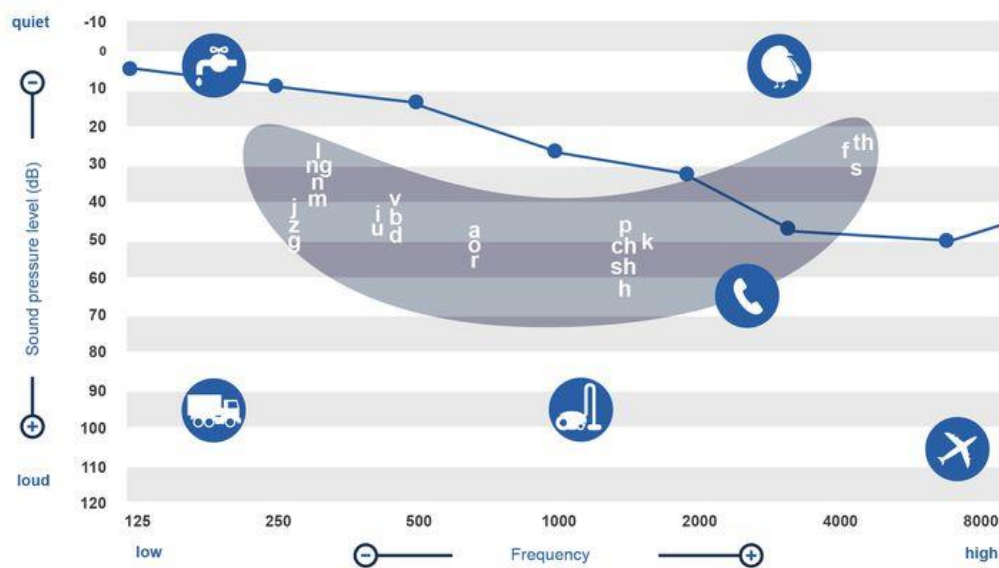 quiet
-10
0
10
20
30
40
50
60
70
80
90
100
110
120
Sound pressure level (dB)
loud
l
ng
n
m
j
z
g
i
u
v
b
d
a
o
r
p
ch k
sh
h
f th
s
125 250 500 1000 2000 4000 8000
low Frequency high